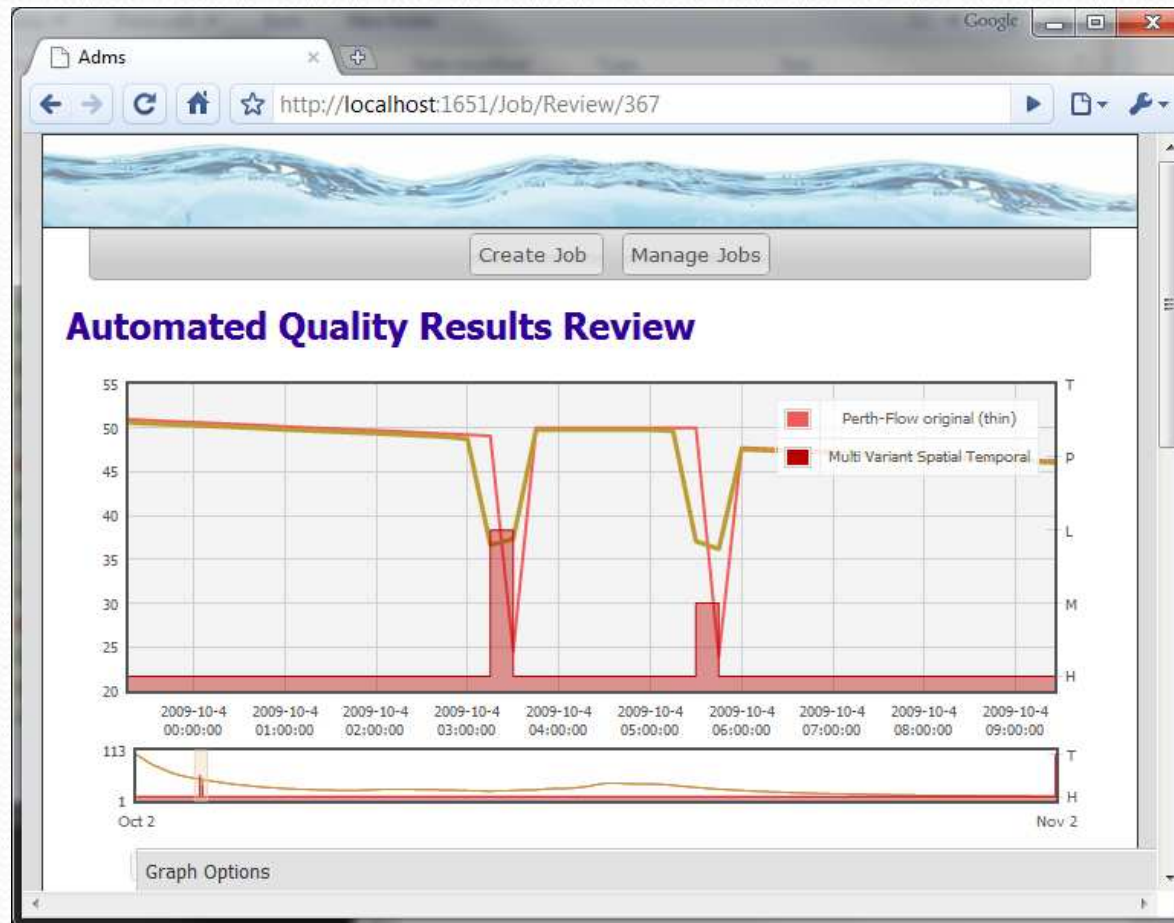 Google
Adms
http://localhost:1651/Job/Review/367
Create Job
Manage Jobs
Automated Quality Results Review
55
50
45
40
35
30
25
20
T
P
L
M
H
Perth-Flow original (thin)
Multi Variant Spatial Temporal
2009-10-4 2009-10-4 2009-10-4 2009-10-4 2009-10-4 2009-10-4 2009-10-4 2009-10-4 2009-10-4 2009-10-4
00:00:00 01:00:00 02:00:00 03:00:00 04:00:00 05:00:00 06:00:00 07:00:00 08:00:00 09:00:00
113
1
T
H
Oct 2
Nov 2
Graph Options